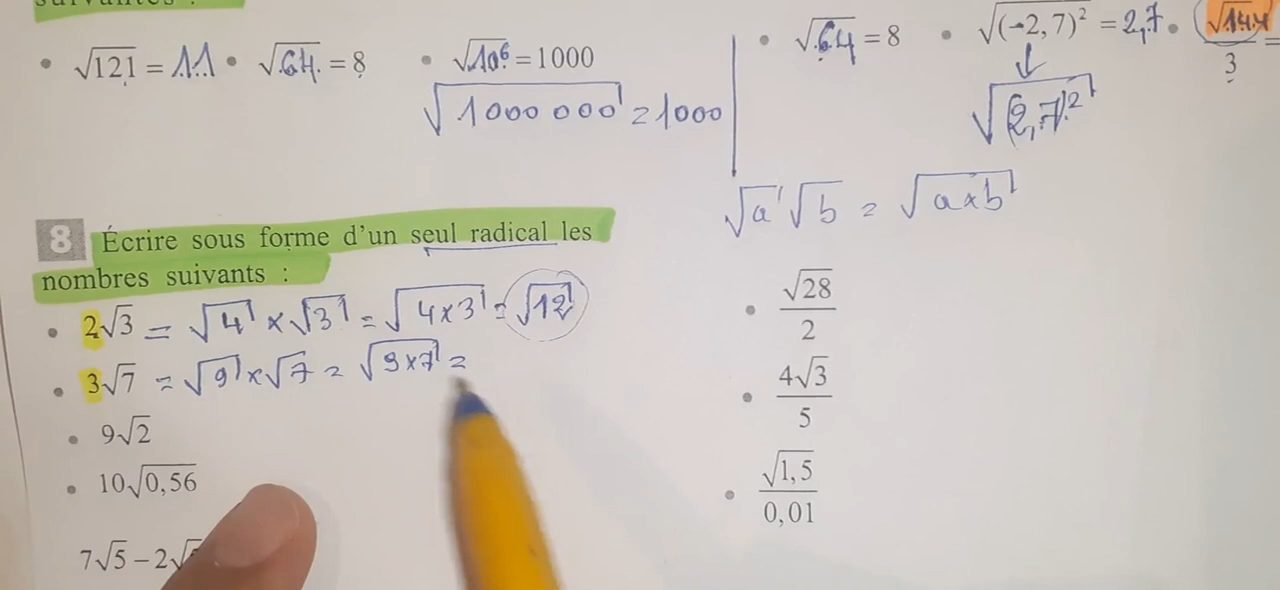 • √121 = 11 • √64 = 8 • √10⁶ = 1000
√1000 000 = 1000
• √64 = 8 • √(−2,7)² = 2,7 • √144/3 =
√(2,7)²
√a √b = √a×b
8 Écrire sous forme d'un seul radical les
nombres suivants :
• 2√3 = √4 × √3 = √4×3 = √12
• 3√7 = √9 × √7 = √9×7 =
• 9√2
• 10√0,56
7√5 − 2√
• √28/2
• 4√3/5
• √1,5/0,01